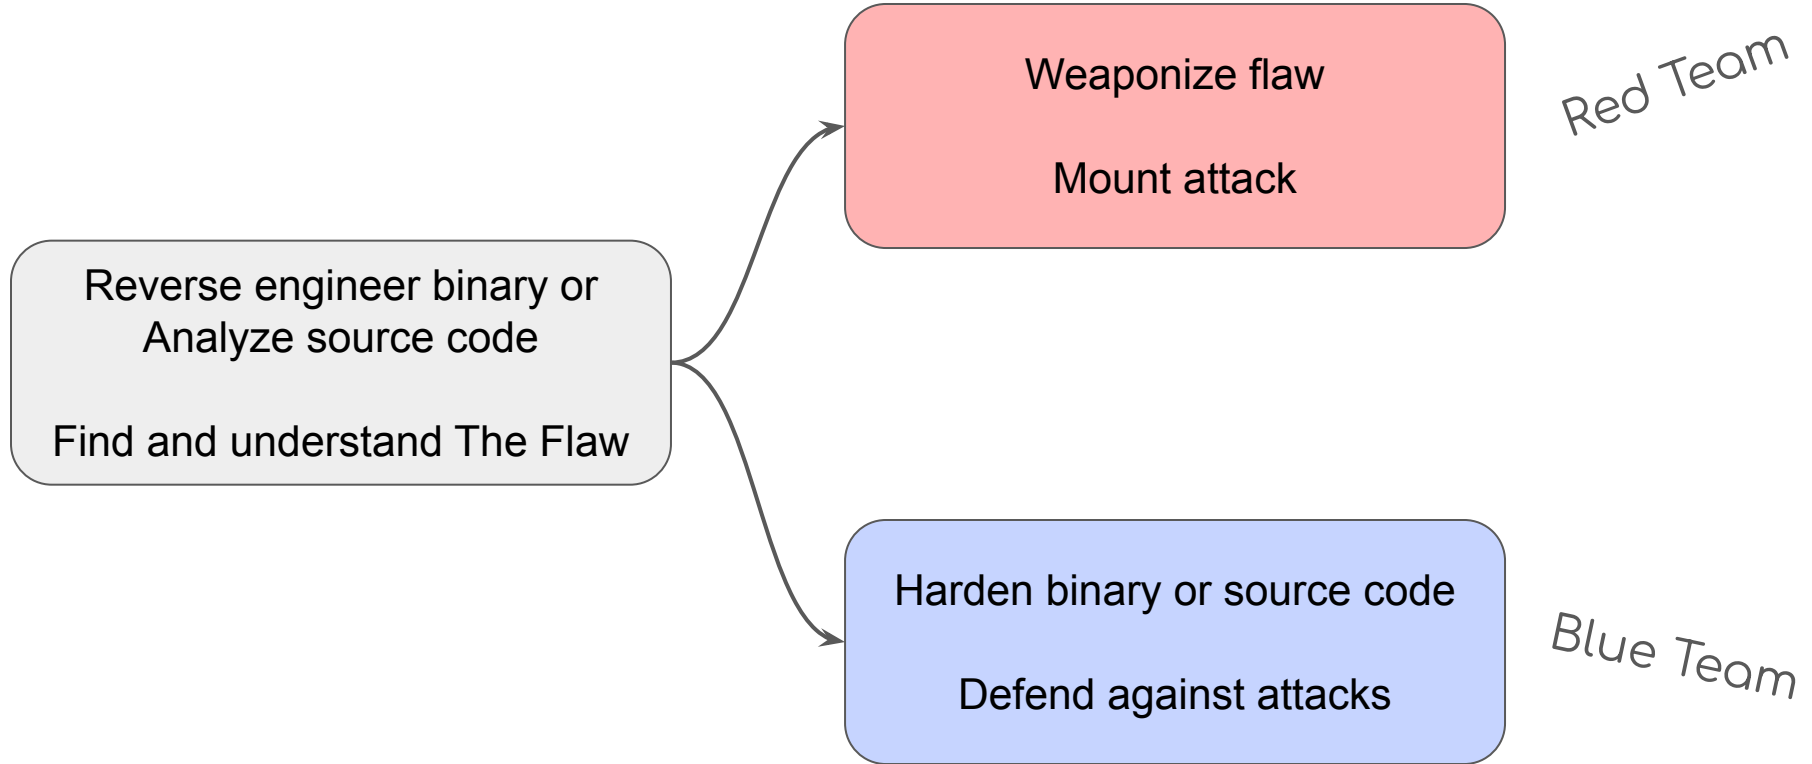 Reverse engineer binary or
Analyze source code
Find and understand The Flaw
Weaponize flaw
Mount attack
Red Team
Harden binary or source code
Defend against attacks
Blue Team